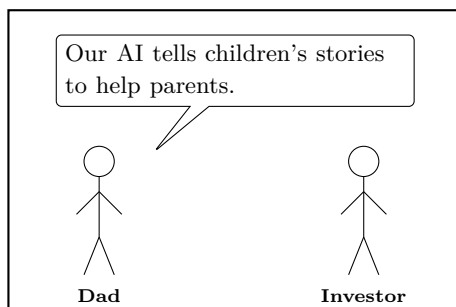 Our AI tells children’s stories
to help parents.
Dad
Investor